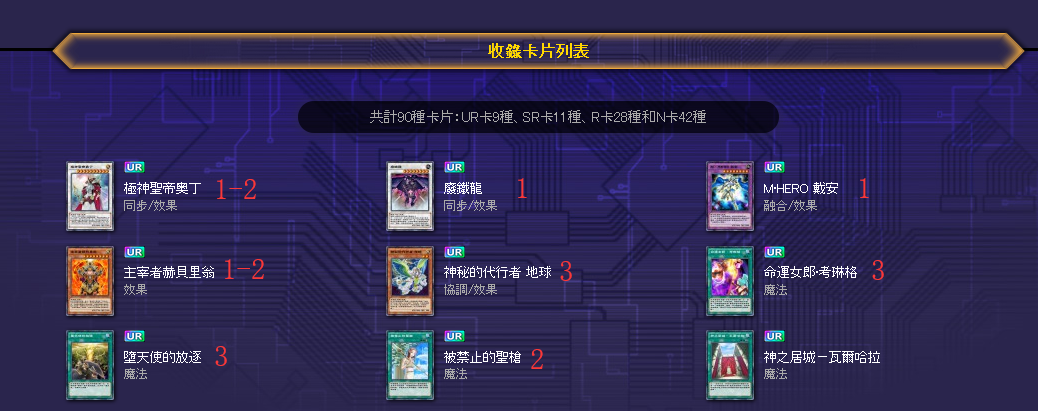 收錄卡片列表
共計90種卡片：UR卡9種、SR卡11種、R卡28種和N卡42種
UR
極神聖帝奧丁 1-2
同步/效果
UR
廢鐵龍 1
同步/效果
UR
M·HERO 戴安 1
融合/效果
UR
主宰者赫貝里翁 1-2
效果
UR
神秘的代行者 地球 3
協調/效果
UR
命運女郎·考琳格 3
魔法
UR
墮天使的放逐 3
魔法
UR
被禁止的聖槍 2
魔法
UR
神之居城－瓦爾哈拉
魔法